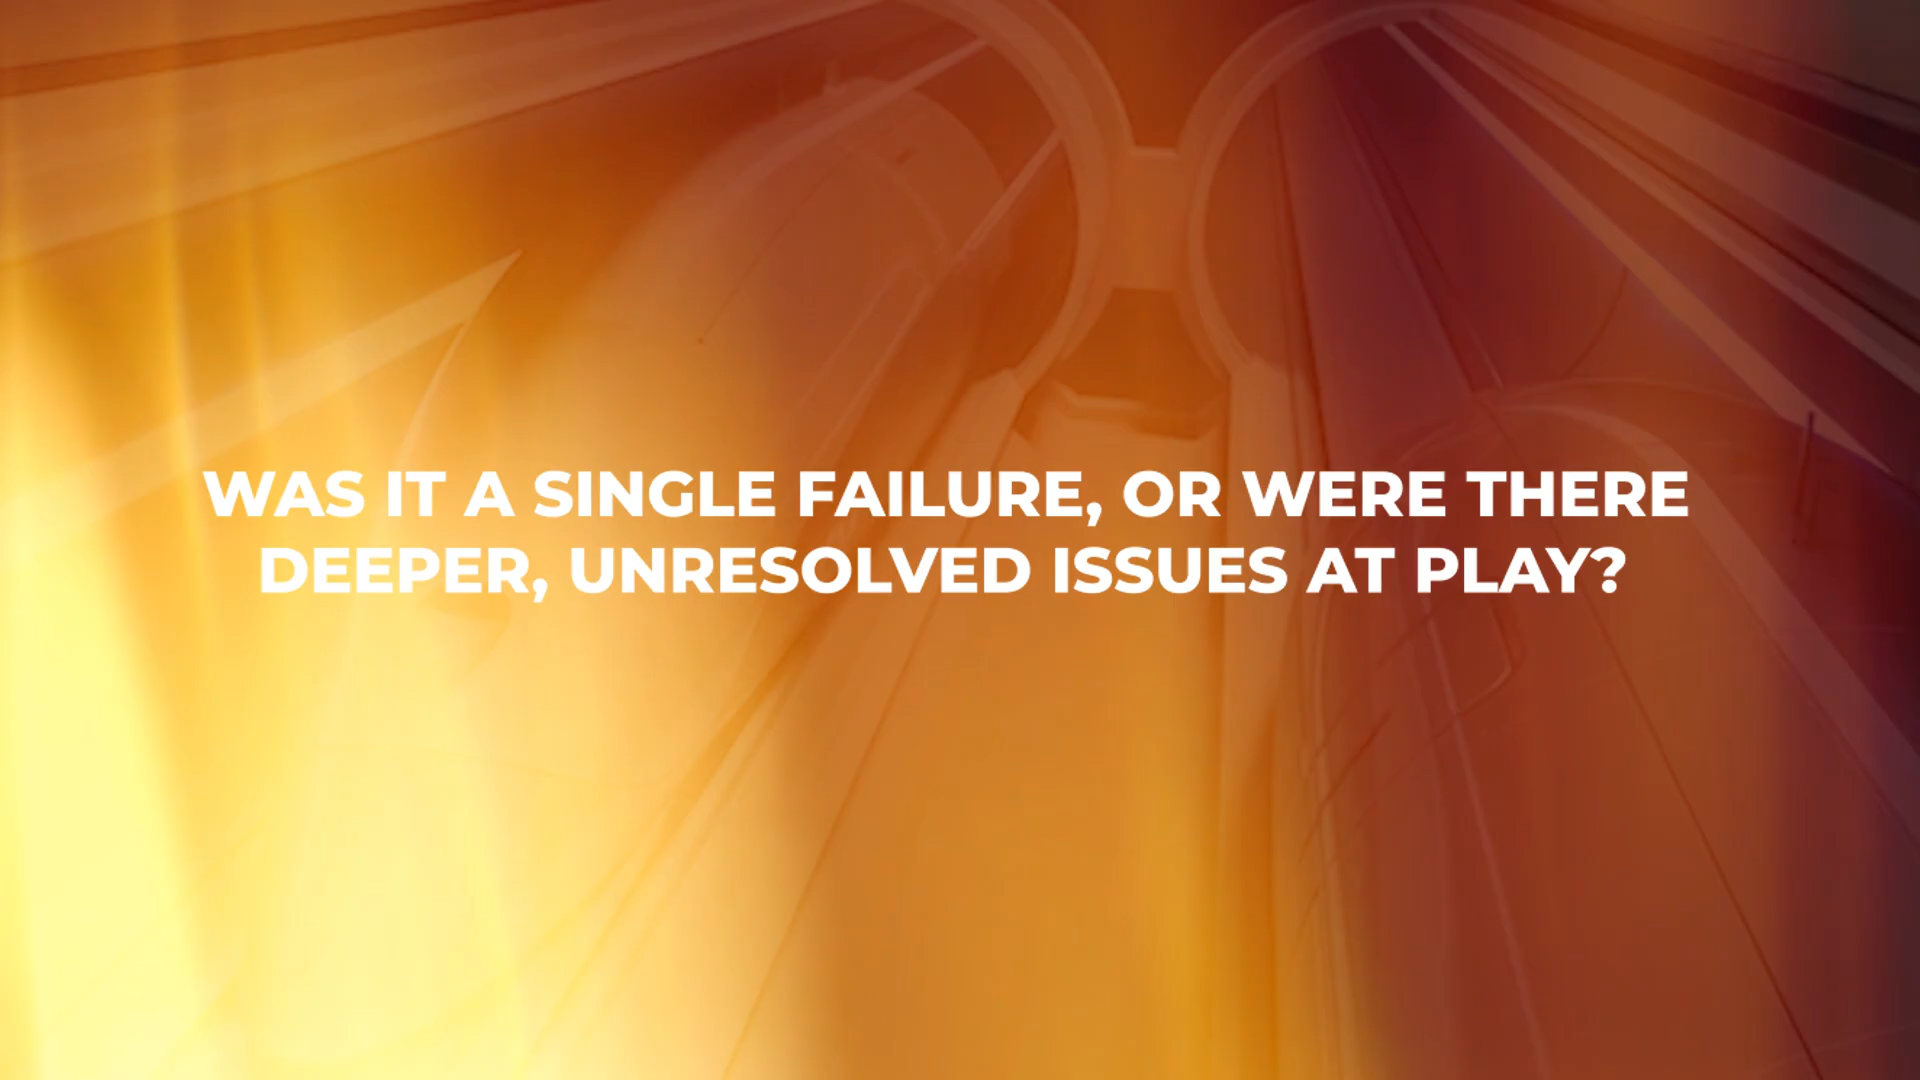 WAS IT A SINGLE FAILURE, OR WERE THERE
DEEPER, UNRESOLVED ISSUES AT PLAY?